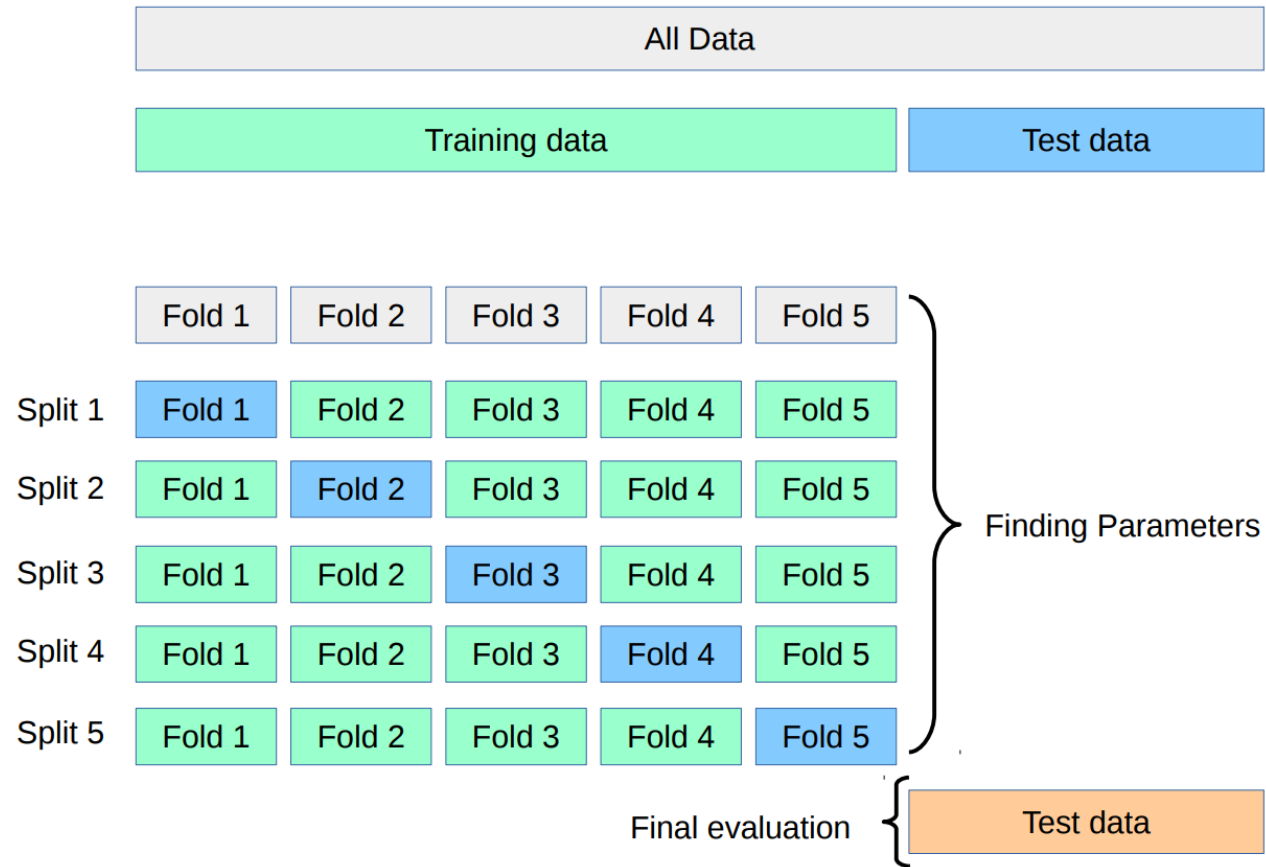 All Data
Training data Test data
Fold 1 Fold 2 Fold 3 Fold 4 Fold 5
Split 1 Fold 1 Fold 2 Fold 3 Fold 4 Fold 5
Split 2 Fold 1 Fold 2 Fold 3 Fold 4 Fold 5
Finding Parameters
Split 3 Fold 1 Fold 2 Fold 3 Fold 4 Fold 5
Split 4 Fold 1 Fold 2 Fold 3 Fold 4 Fold 5
Split 5 Fold 1 Fold 2 Fold 3 Fold 4 Fold 5
Final evaluation Test data